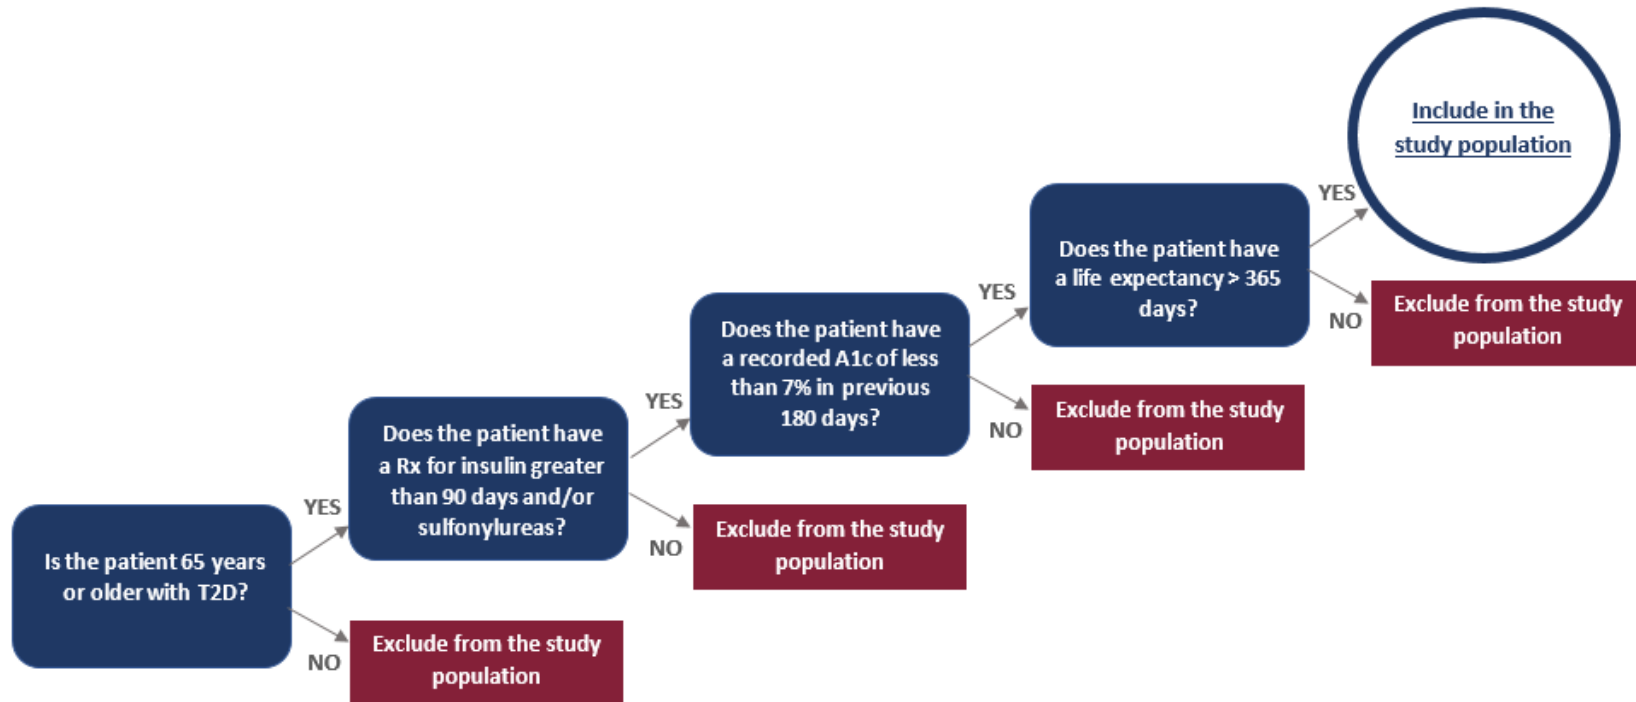 Is the patient 65 years
or older with T2D?
YES
NO
Exclude from the study
population
Does the patient have
a Rx for insulin greater
than 90 days and/or
sulfonylureas?
YES
NO
Exclude from the study
population
Does the patient have
a recorded A1c of less
than 7% in previous
180 days?
YES
NO
Exclude from the study
population
Does the patient have
a life expectancy > 365
days?
YES
NO
Exclude from the study
population
Include in the
study population